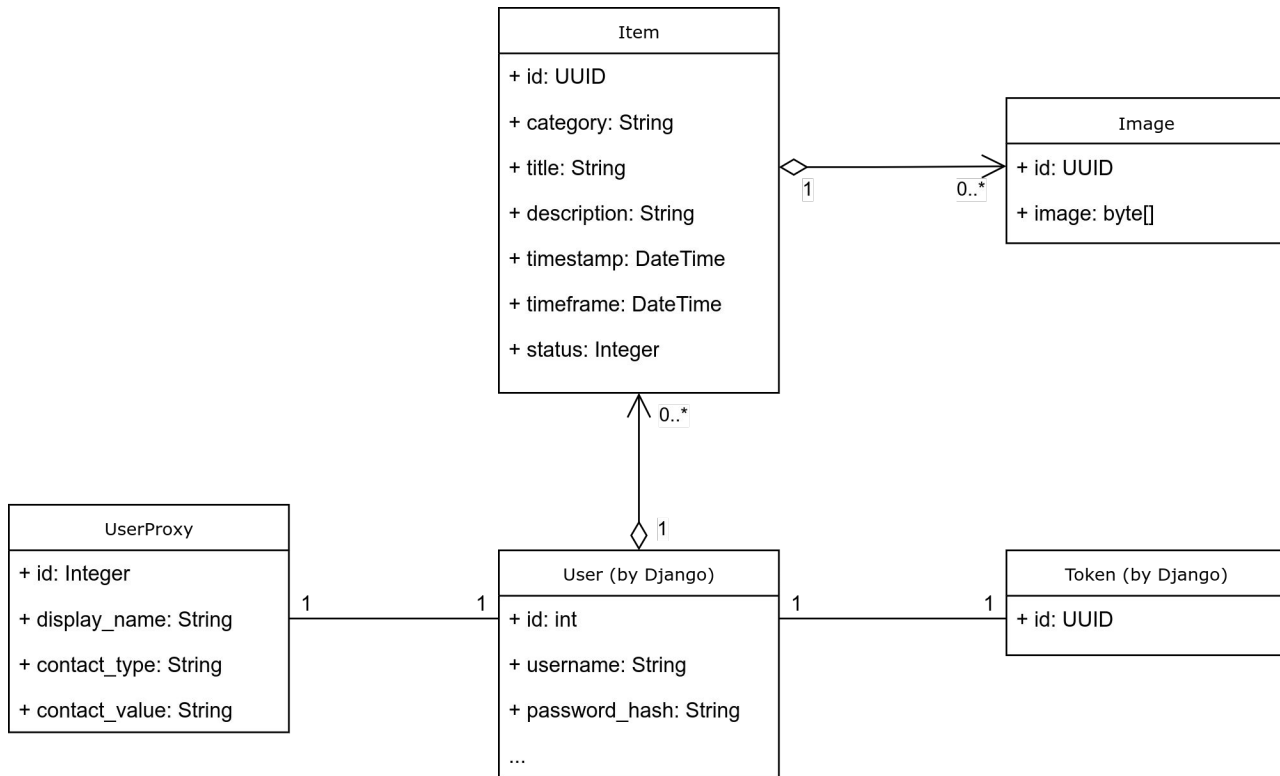 Item
+ id: UUID
+ category: String
+ title: String
+ description: String
+ timestamp: DateTime
+ timeframe: DateTime
+ status: Integer
Image
+ id: UUID
+ image: byte[]
1
0..*
0..*
1
UserProxy
+ id: Integer
+ display_name: String
+ contact_type: String
+ contact_value: String
1
1
User (by Django)
+ id: int
+ username: String
+ password_hash: String
...
1
1
Token (by Django)
+ id: UUID